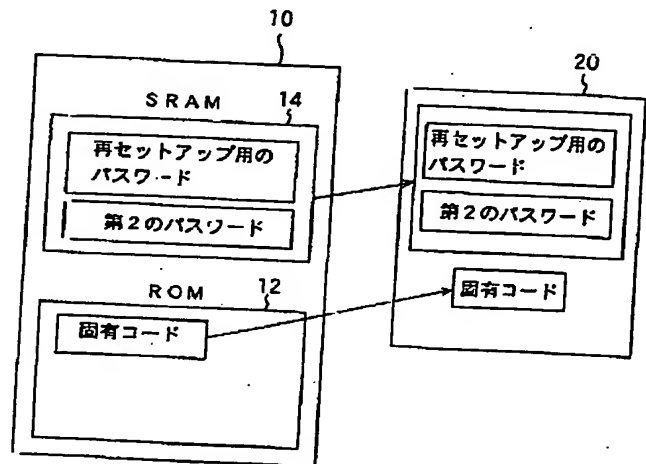 10
SRAM
14
再セットアップ用の
パスワード
第2のパスワード
ROM
12
固有コード
20
再セットアップ用の
パスワード
第2のパスワード
固有コード